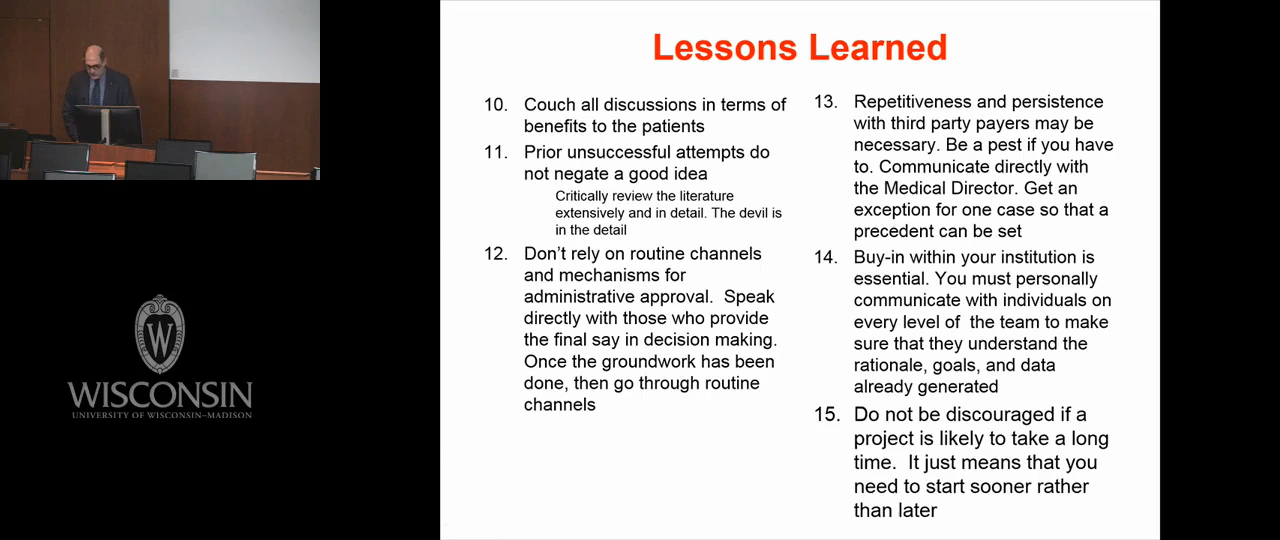 Lessons Learned
10. Couch all discussions in terms of
benefits to the patients
11. Prior unsuccessful attempts do
not negate a good idea
Critically review the literature
extensively and in detail. The devil is
in the detail
12. Don't rely on routine channels
and mechanisms for
administrative approval.  Speak
directly with those who provide
the final say in decision making.
Once the groundwork has been
done, then go through routine
channels
13. Repetitiveness and persistence
with third party payers may be
necessary. Be a pest if you have
to. Communicate directly with
the Medical Director. Get an
exception for one case so that a
precedent can be set
14. Buy-in within your institution is
essential. You must personally
communicate with individuals on
every level of  the team to make
sure that they understand the
rationale, goals, and data
already generated
15. Do not be discouraged if a
project is likely to take a long
time.  It just means that you
need to start sooner rather
than later
W
WISCONSIN
UNIVERSITY OF WISCONSIN–MADISON